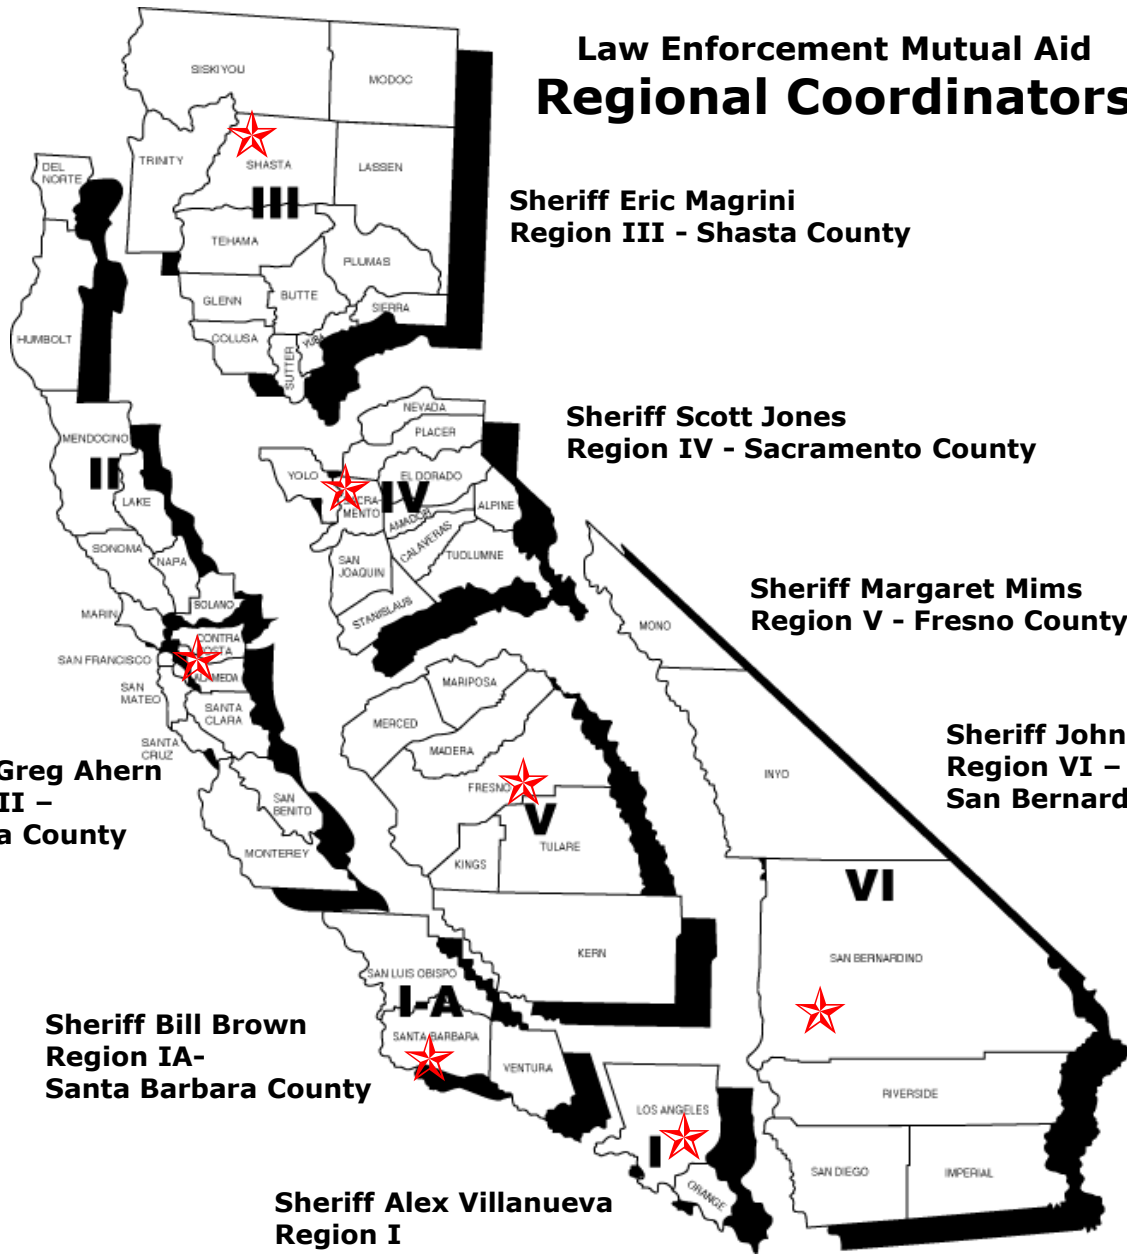 Law Enforcement Mutual Aid
Regional Coordinators
SISKIYOU
MODOC
TRINITY
SHASTA
LASSEN
III
DEL
NORTE
Sheriff Eric Magrini
Region III - Shasta County
TEHAMA
PLUMAS
GLENN
BUTTE
SIERRA
HUMBOLT
COLUSA
YUBA
SUTTER
Sheriff Scott Jones
Region IV - Sacramento County
NEVADA
PLACER
MENDOCINO
II
YOLO
EL DORADO
IV
SACRA-
MENTO
ALPINE
AMADOR
LAKE
CALAVERAS
TUOLUMNE
SONOMA
NAPA
SAN
JOAQUIN
STANISLAUS
Sheriff Margaret Mims
Region V - Fresno County
MARIN
SOLANO
MONO
CONTRA
COSTA
SAN FRANCISCO
ALAMEDA
SAN
MATEO
SANTA
CLARA
SANTA
CRUZ
MARIPOSA
MERCED
MADERA
Sheriff John
Region VI –
San Bernard
INYO
Greg Ahern
II –
a County
FRESNO
V
SAN
BENITO
TULARE
MONTEREY
KINGS
VI
KERN
SAN BERNARDINO
SAN LUIS OBISPO
I-A
Sheriff Bill Brown
Region IA-
Santa Barbara County
SANTA BARBARA
VENTURA
RIVERSIDE
LOS ANGELES
I
SAN DIEGO
IMPERIAL
ORANGE
Sheriff Alex Villanueva
Region I